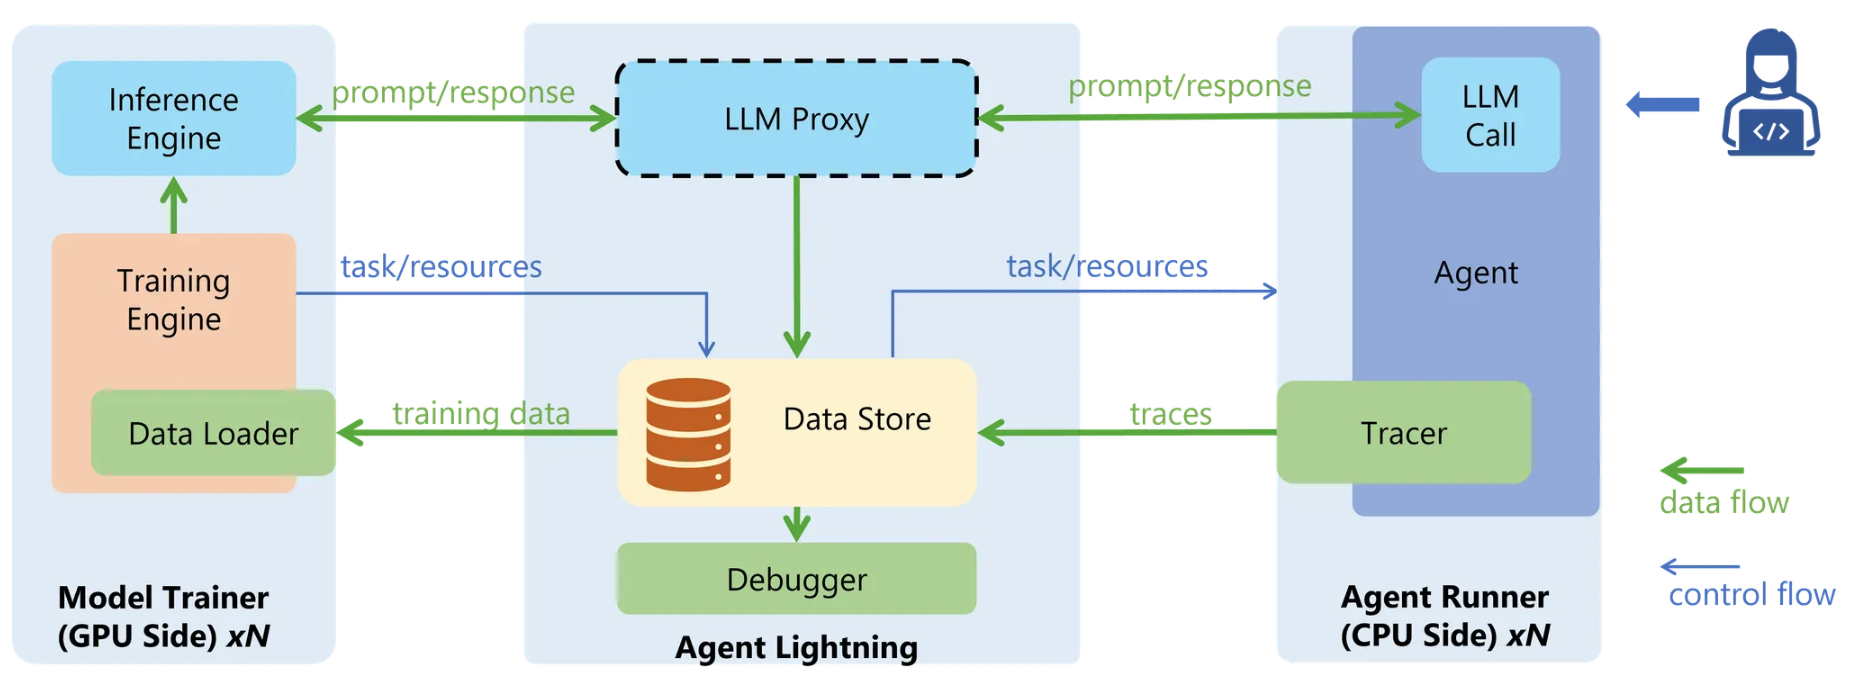 Inference
Engine
prompt/response
LLM Proxy
prompt/response
LLM
Call
</>
Training
Engine
task/resources
task/resources
Agent
Data Loader
training data
Data Store
traces
Tracer
data flow
Debugger
control flow
Model Trainer
(GPU Side) xN
Agent Lightning
Agent Runner
(CPU Side) xN